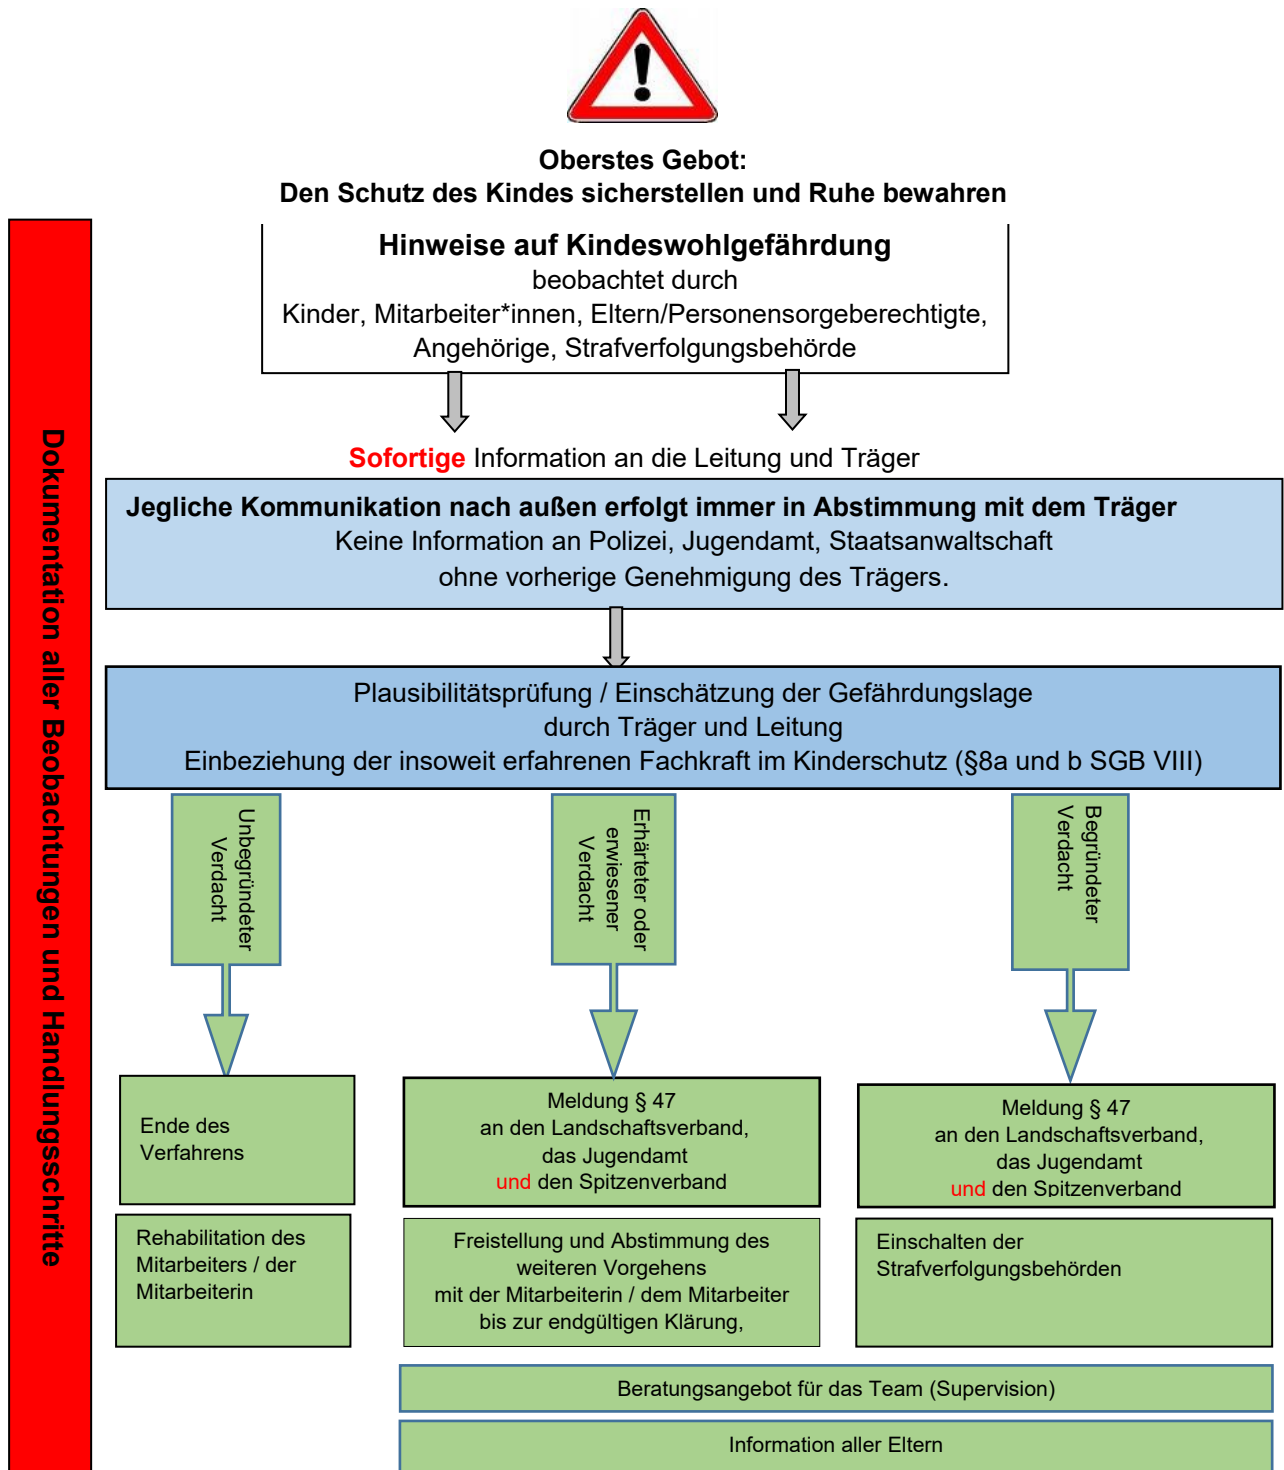 Oberstes Gebot:
Den Schutz des Kindes sicherstellen und Ruhe bewahren
Dokumentation aller Beobachtungen und Handlungsschritte
Hinweise auf Kindeswohlgefährdung
beobachtet durch
Kinder, Mitarbeiter*innen, Eltern/Personensorgeberechtigte,
Angehörige, Strafverfolgungsbehörde
Sofortige Information an die Leitung und Träger
Jegliche Kommunikation nach außen erfolgt immer in Abstimmung mit dem Träger
Keine Information an Polizei, Jugendamt, Staatsanwaltschaft
ohne vorherige Genehmigung des Trägers.
Plausibilitätsprüfung / Einschätzung der Gefährdungslage
durch Träger und Leitung
Einbeziehung der insoweit erfahrenen Fachkraft im Kinderschutz (§8a und b SGB VIII)
Unbegründeter
Verdacht
Erhärteter oder
erwiesener
Verdacht
Begründeter
Verdacht
Ende des
Verfahrens
Meldung § 47
an den Landschaftsverband,
das Jugendamt
und den Spitzenverband
Meldung § 47
an den Landschaftsverband,
das Jugendamt
und den Spitzenverband
Rehabilitation des
Mitarbeiters / der
Mitarbeiterin
Freistellung und Abstimmung des
weiteren Vorgehens
mit der Mitarbeiterin / dem Mitarbeiter
bis zur endgültigen Klärung,
Einschalten der
Strafverfolgungsbehörden
Beratungsangebot für das Team (Supervision)
Information aller Eltern